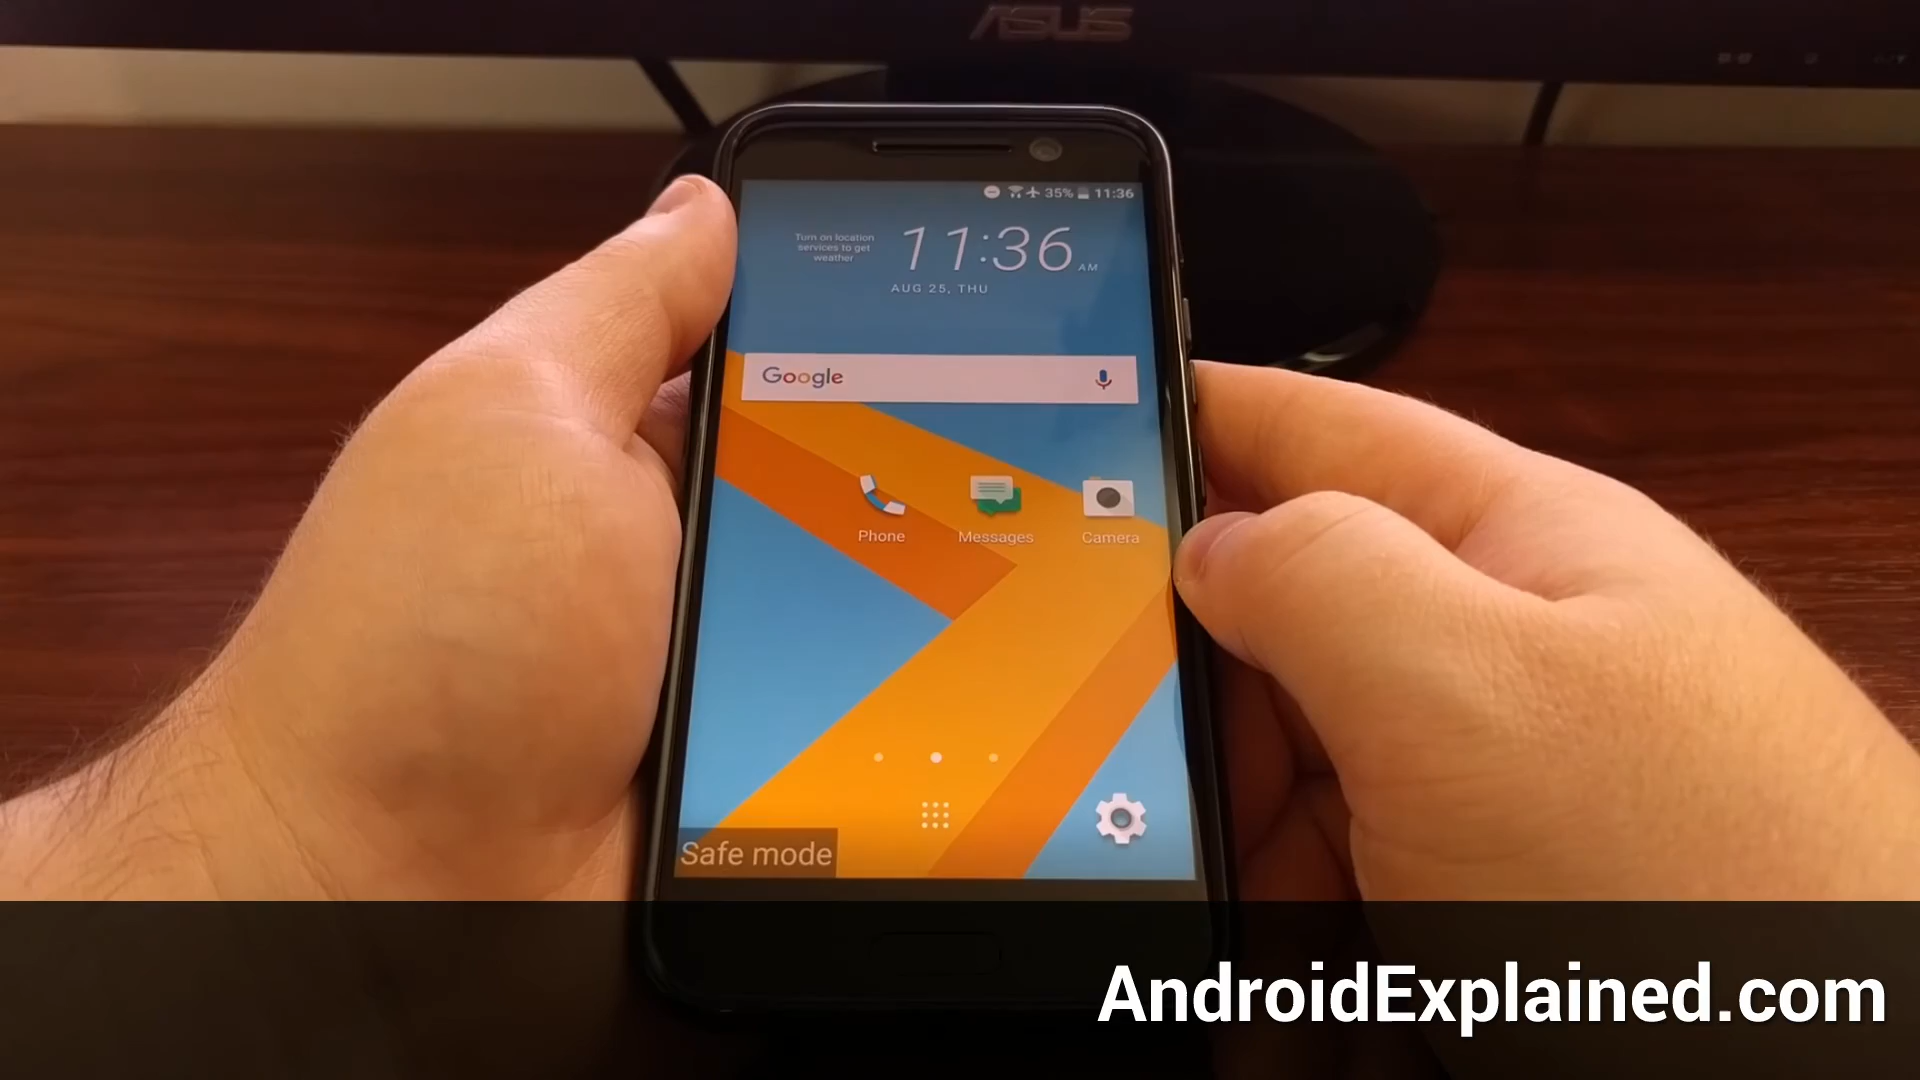 ASUS
35% 11:36
Turn on location
services to get
weather
11:36 AM
AUG 25, THU
Google
Phone
Messages
Camera
Safe mode
AndroidExplained.com